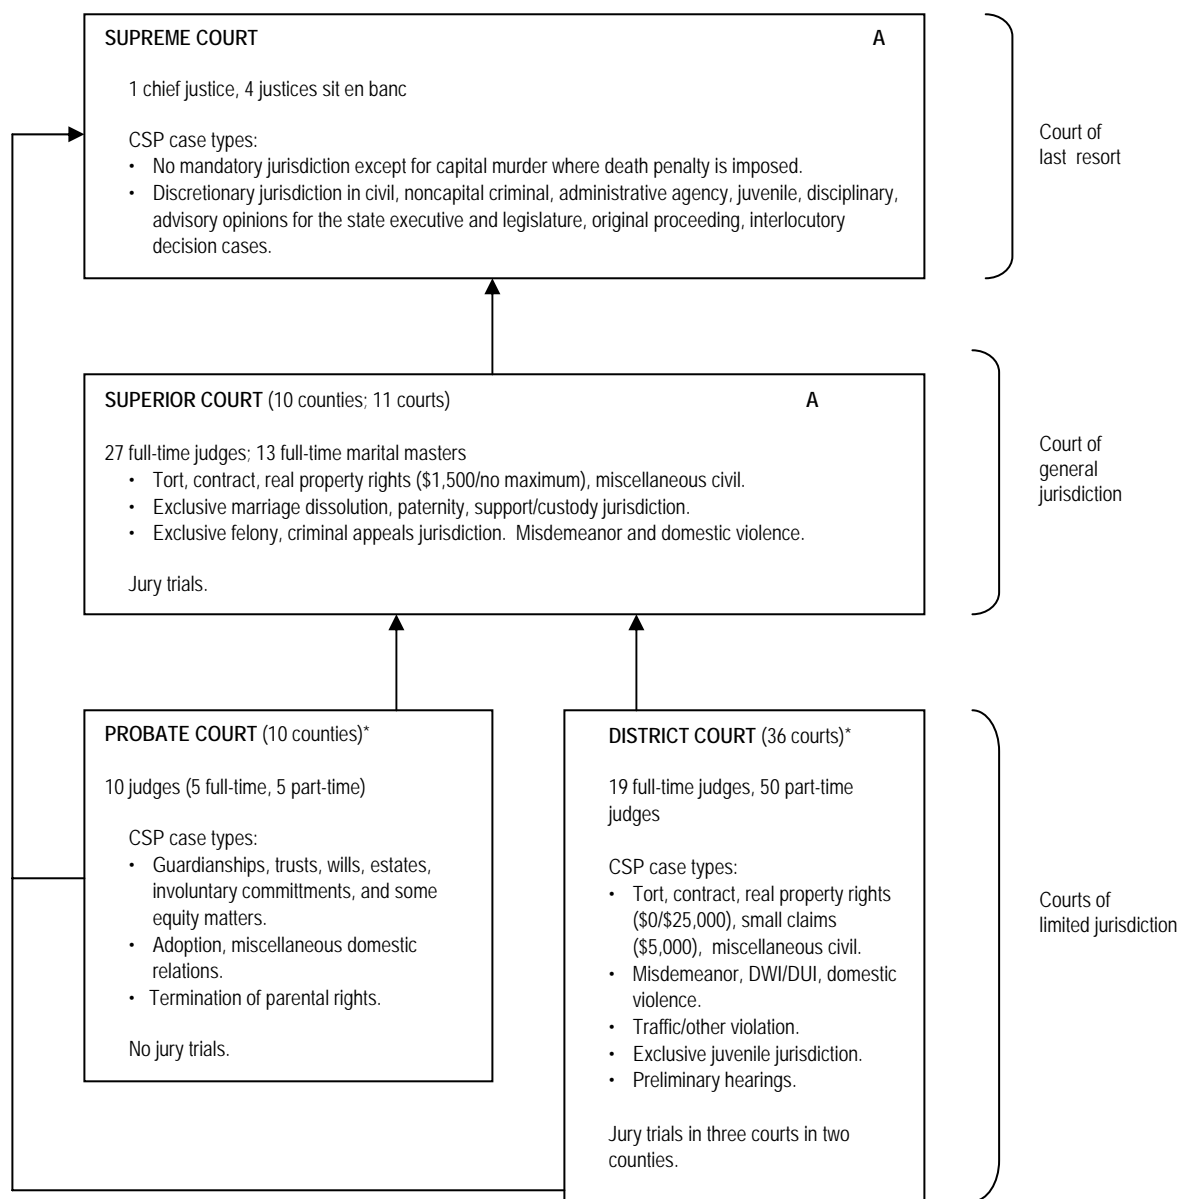 SUPREME COURT A
1 chief justice, 4 justices sit en banc
CSP case types:
• No mandatory jurisdiction except for capital murder where death penalty is imposed.
• Discretionary jurisdiction in civil, noncapital criminal, administrative agency, juvenile, disciplinary,
advisory opinions for the state executive and legislature, original proceeding, interlocutory
decision cases.
Court of
last resort
SUPERIOR COURT (10 counties; 11 courts) A
27 full-time judges; 13 full-time marital masters
• Tort, contract, real property rights ($1,500/no maximum), miscellaneous civil.
• Exclusive marriage dissolution, paternity, support/custody jurisdiction.
• Exclusive felony, criminal appeals jurisdiction. Misdemeanor and domestic violence.
Jury trials.
Court of
general
jurisdiction
PROBATE COURT (10 counties)*
10 judges (5 full-time, 5 part-time)
CSP case types:
• Guardianships, trusts, wills, estates,
involuntary committments, and some
equity matters.
• Adoption, miscellaneous domestic
relations.
• Termination of parental rights.
No jury trials.
DISTRICT COURT (36 courts)*
19 full-time judges, 50 part-time
judges
CSP case types:
• Tort, contract, real property rights
($0/$25,000), small claims
($5,000), miscellaneous civil.
• Misdemeanor, DWI/DUI, domestic
violence.
• Traffic/other violation.
• Exclusive juvenile jurisdiction.
• Preliminary hearings.
Jury trials in three courts in two
counties.
Courts of
limited jurisdiction